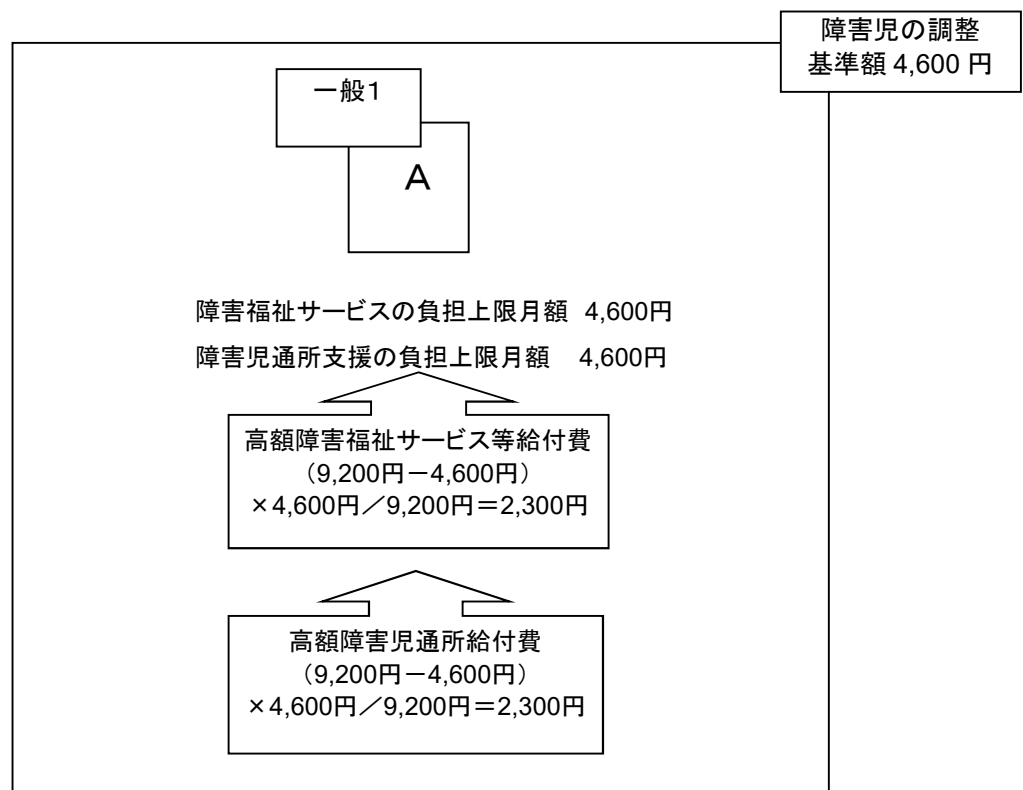 障害児の調整
基準額 4,600 円
一般1
A
障害福祉サービスの負担上限月額 4,600円
障害児通所支援の負担上限月額 4,600円
高額障害福祉サービス等給付費
（9,200円－4,600円）
×4,600円／9,200円＝2,300円
高額障害児通所給付費
（9,200円－4,600円）
×4,600円／9,200円＝2,300円